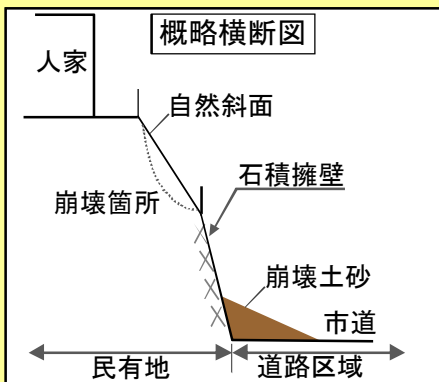 概略横断図
人家
自然斜面
石積擁壁
崩壊箇所
崩壊土砂
市道
民有地
道路区域